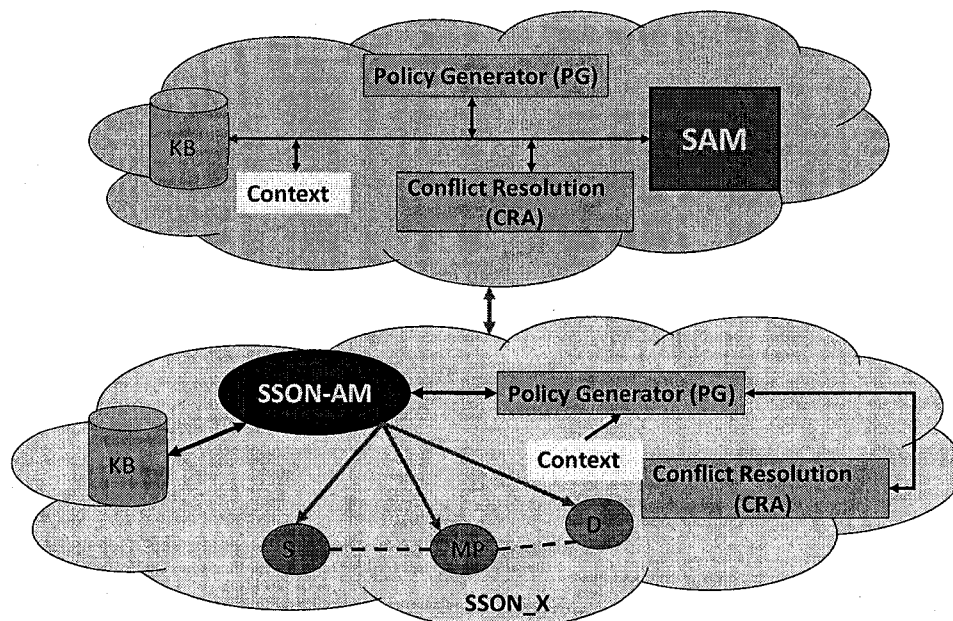 Policy Generator (PG)
KB
SAM
Context
Conflict Resolution
(CRA)
SSON-AM
Policy Generator (PG)
KB
Context
Conflict Resolution
(CRA)
S
MP
D
SSON_X